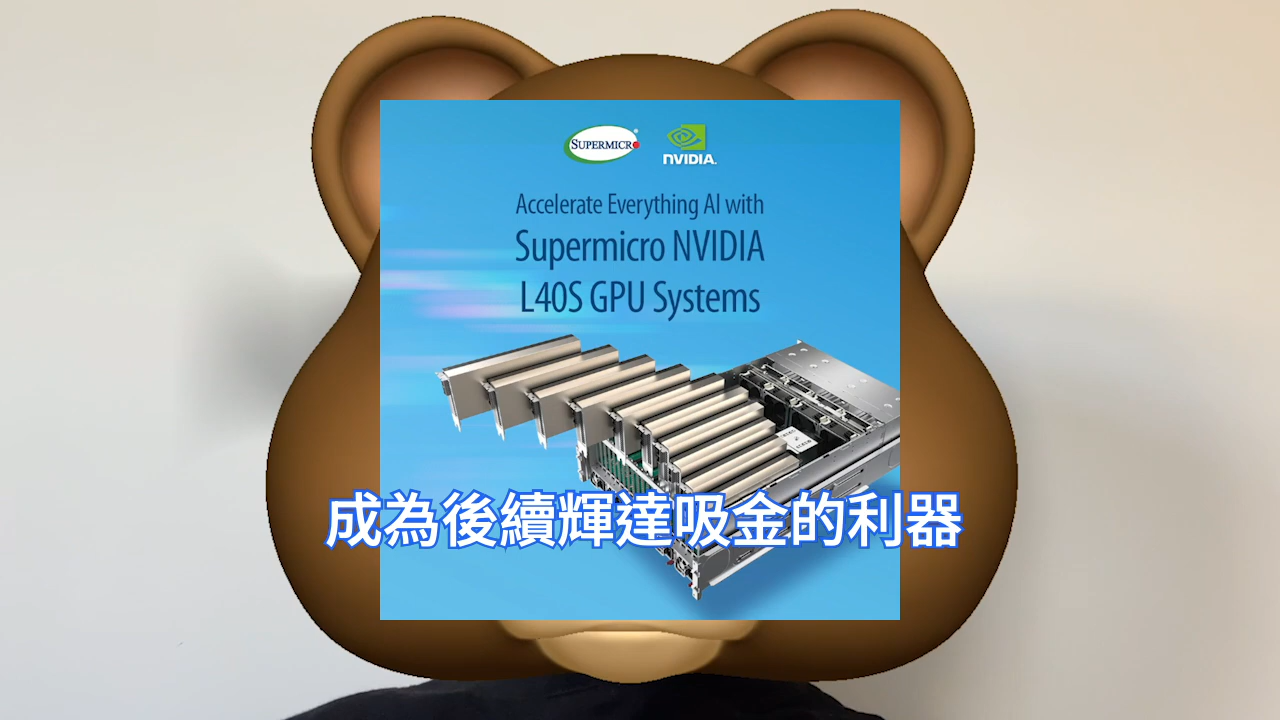 SUPERMICRO
NVIDIA.
Accelerate Everything AI with
Supermicro NVIDIA
L40S GPU Systems
成為後續輝達吸金的利器